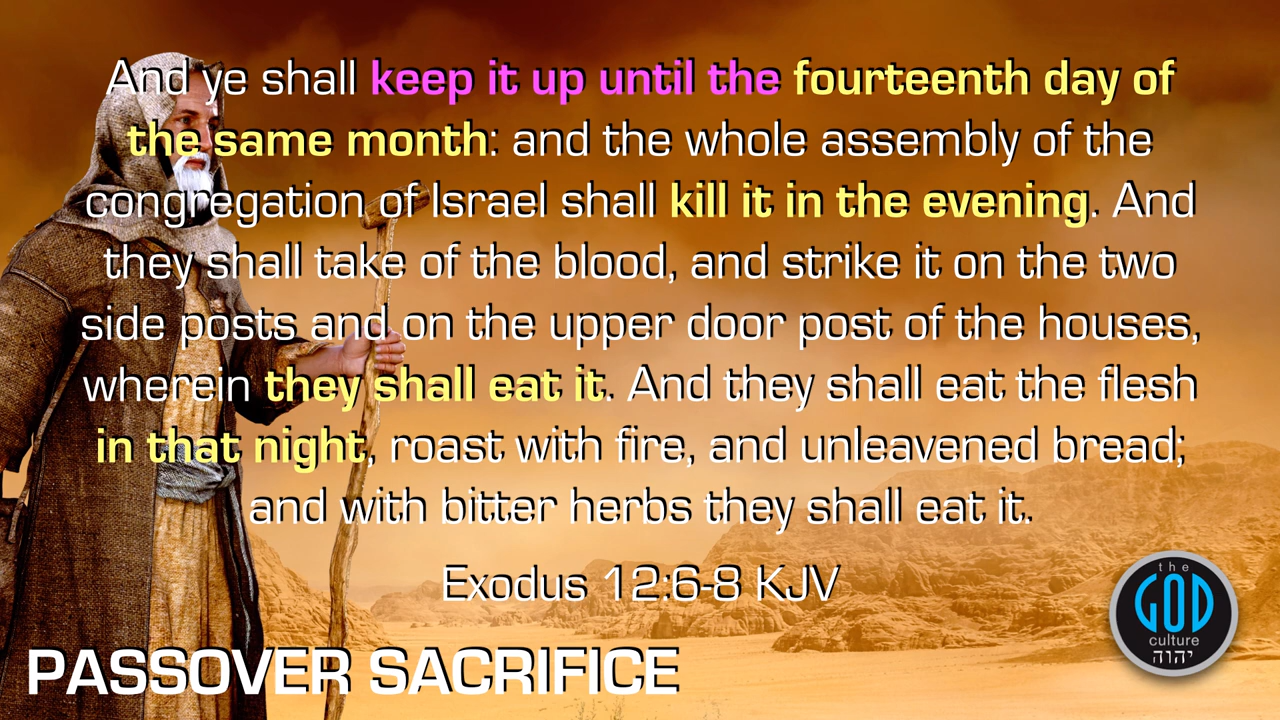 And ye shall keep it up until the fourteenth day of
the same month: and the whole assembly of the
congregation of Israel shall kill it in the evening. And
they shall take of the blood, and strike it on the two
side posts and on the upper door post of the houses,
wherein they shall eat it. And they shall eat the flesh
in that night, roast with fire, and unleavened bread;
and with bitter herbs they shall eat it.
Exodus 12:6-8 KJV
PASSOVER SACRIFICE
the
GOD
culture
יהוה